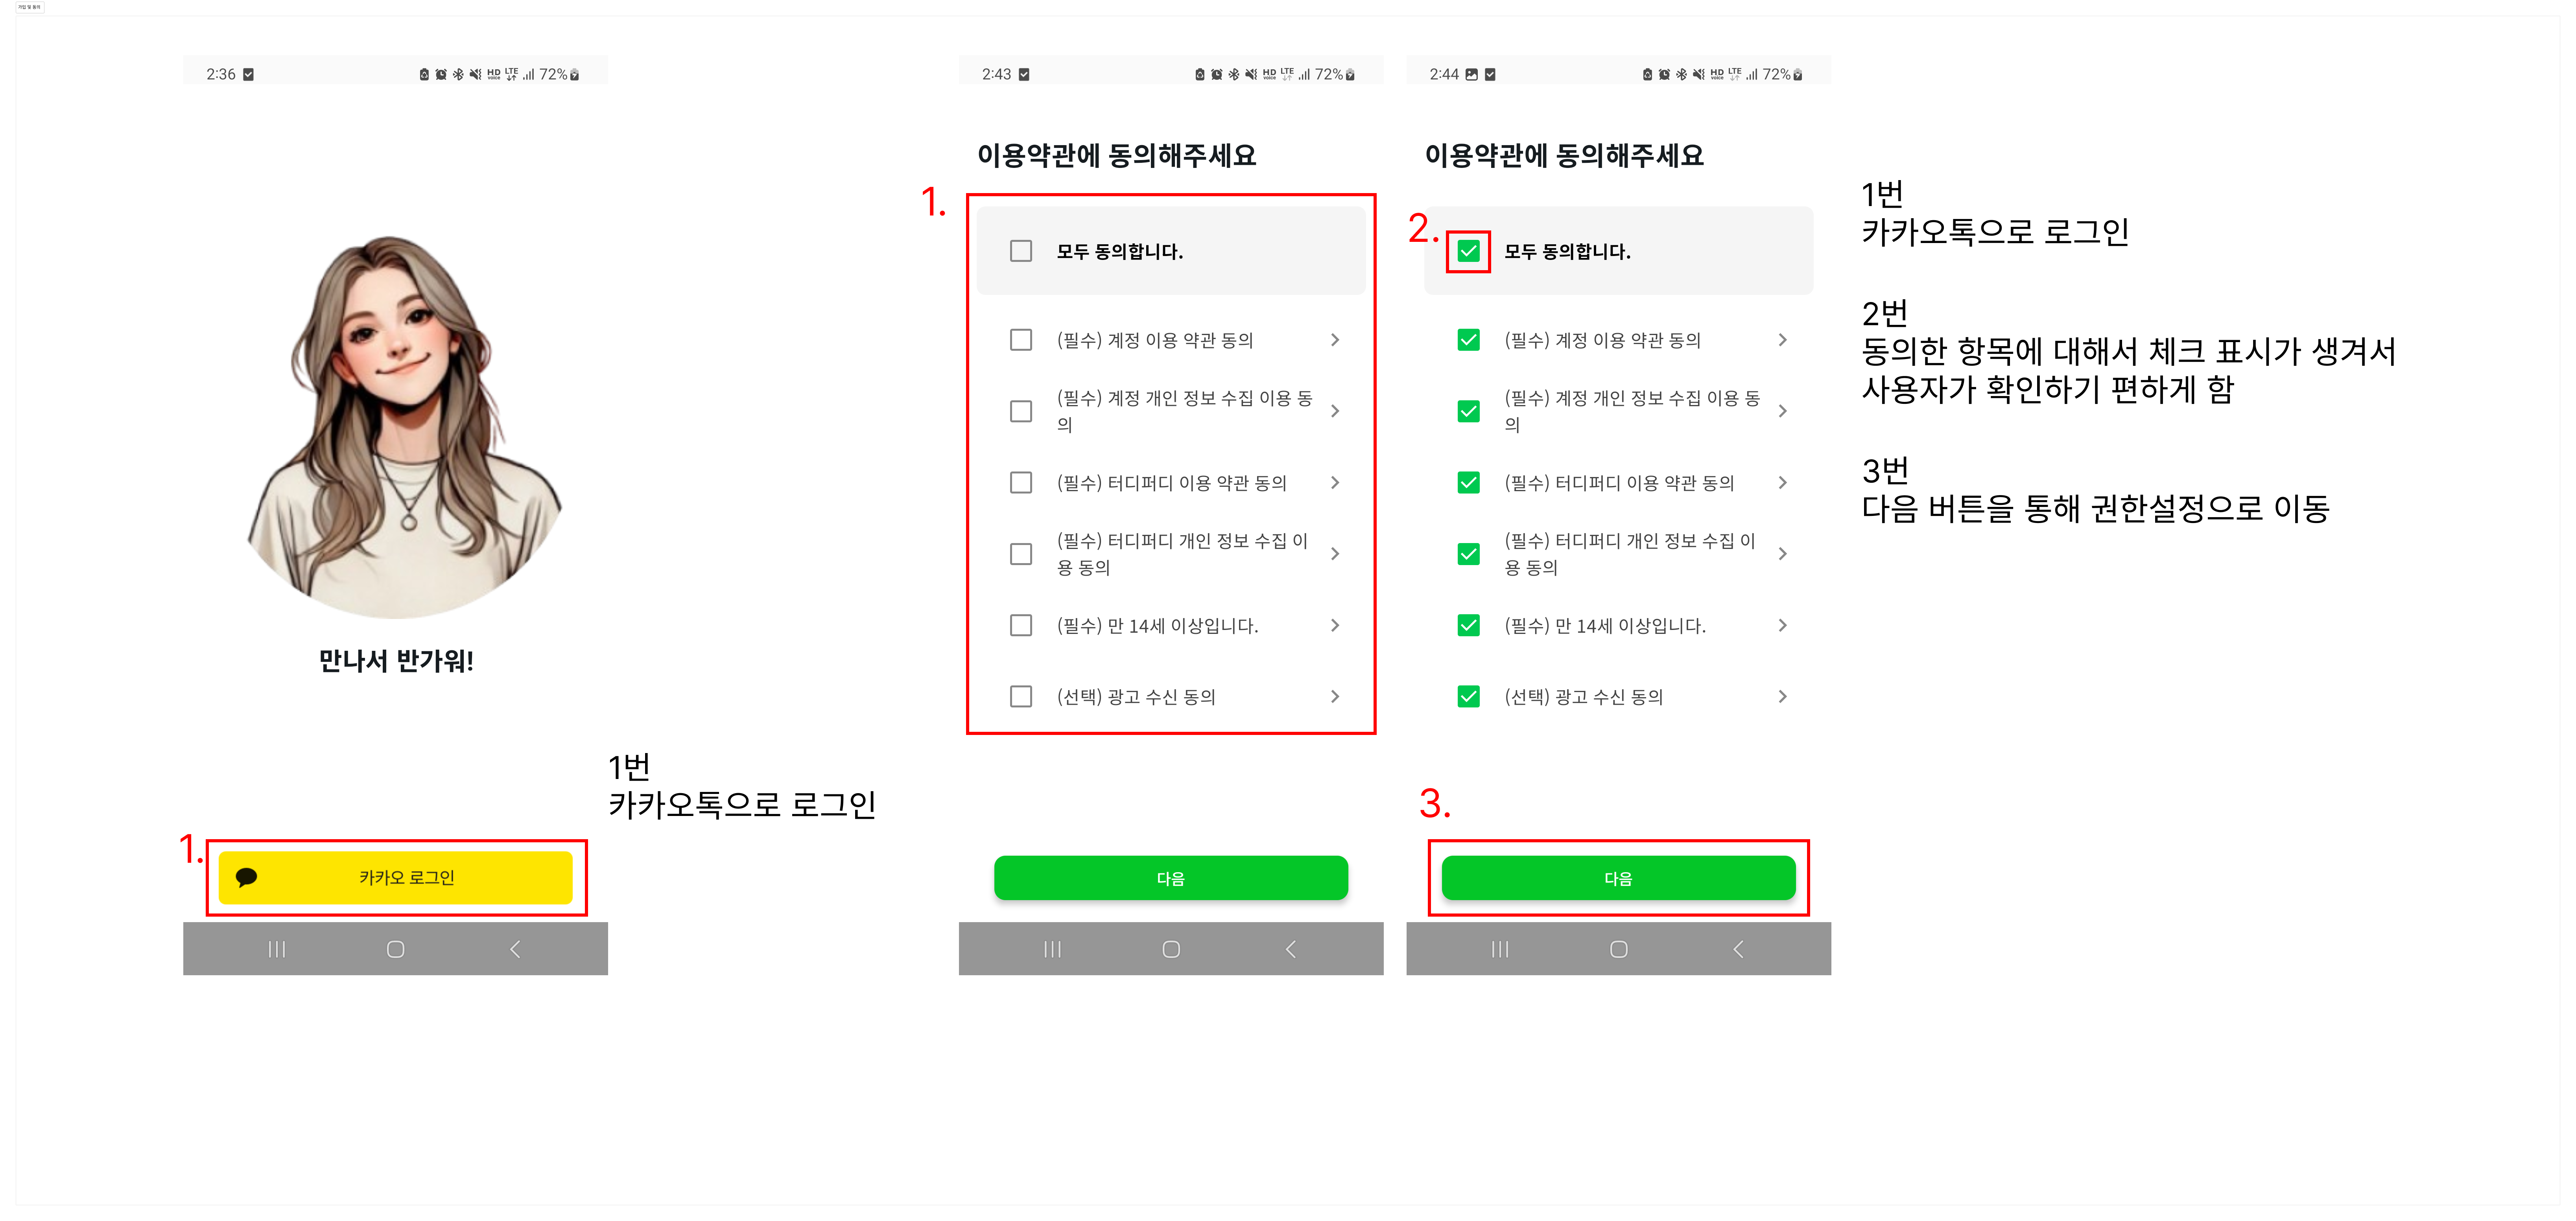 가입 및 동의
2:36
HD voice LTE 72%
만나서 반가워!
1번
카카오톡으로 로그인
1.
카카오 로그인
2:43
HD voice LTE 72%
이용약관에 동의해주세요
1.
모두 동의합니다.
(필수) 계정 이용 약관 동의
(필수) 계정 개인 정보 수집 이용 동
의
(필수) 터디퍼디 이용 약관 동의
(필수) 터디퍼디 개인 정보 수집 이
용 동의
(필수) 만 14세 이상입니다.
(선택) 광고 수신 동의
다음
2:44
HD voice LTE 72%
이용약관에 동의해주세요
2.
모두 동의합니다.
(필수) 계정 이용 약관 동의
(필수) 계정 개인 정보 수집 이용 동
의
(필수) 터디퍼디 이용 약관 동의
(필수) 터디퍼디 개인 정보 수집 이
용 동의
(필수) 만 14세 이상입니다.
(선택) 광고 수신 동의
3.
다음
1번
카카오톡으로 로그인
2번
동의한 항목에 대해서 체크 표시가 생겨서
사용자가 확인하기 편하게 함
3번
다음 버튼을 통해 권한설정으로 이동